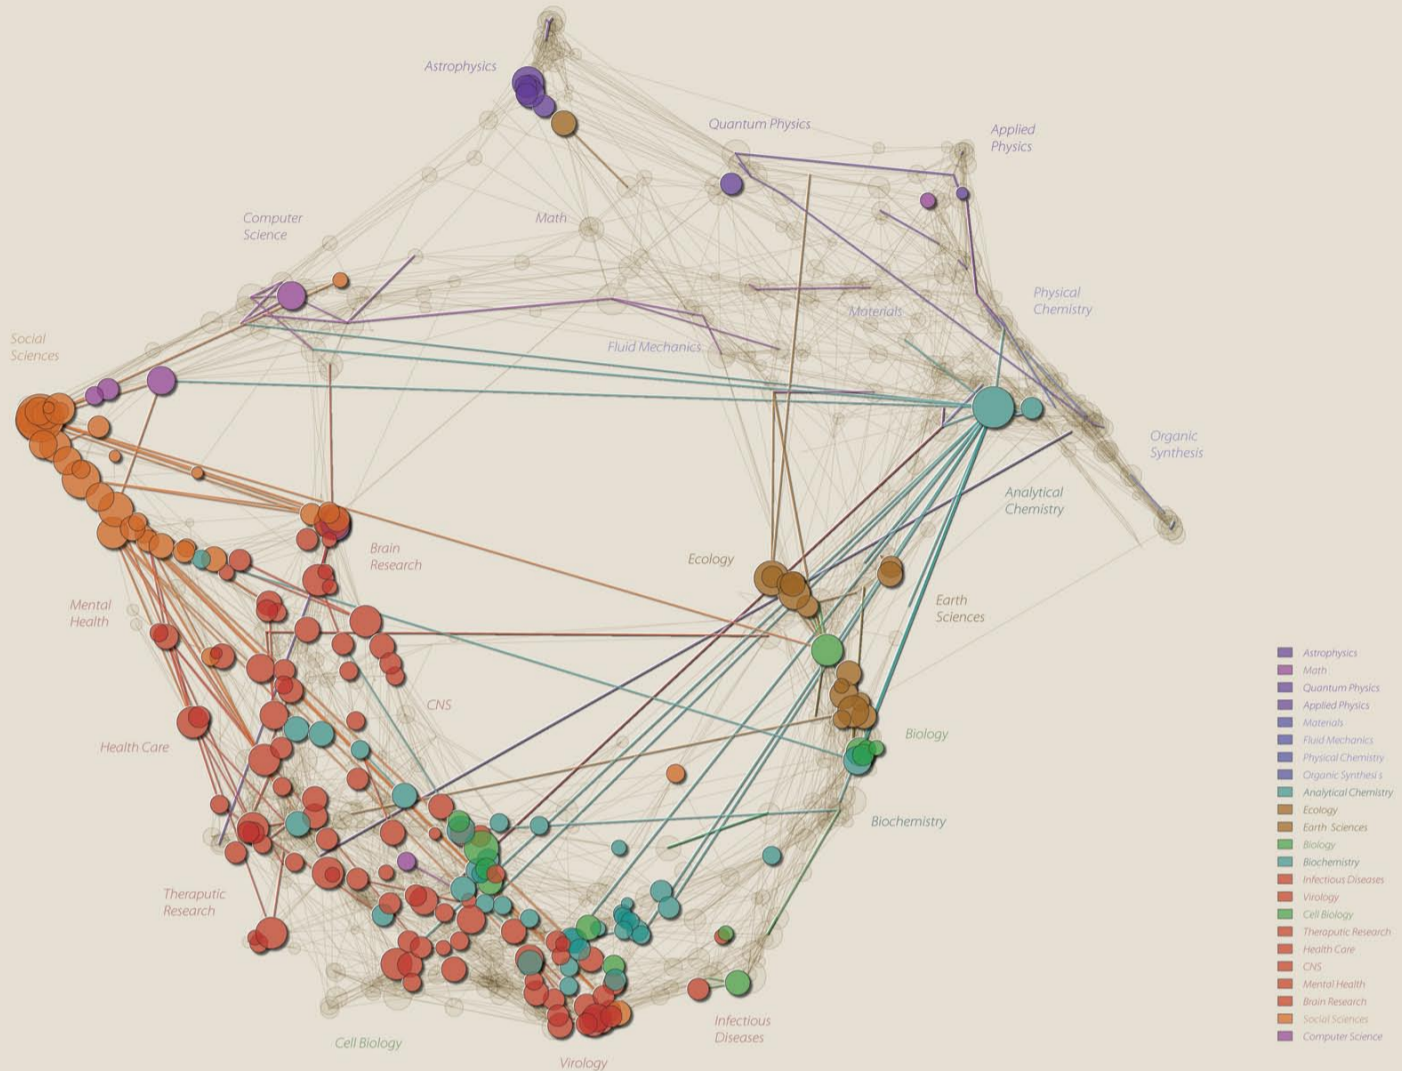 Astrophysics
Quantum Physics
Applied
Physics
Computer
Science
Math
Physical
Chemistry
Materials
Social
Sciences
Fluid Mechanics
Organic
Synthesis
Analytical
Chemistry
Brain
Research
Ecology
Mental
Health
Earth
Sciences
CNS
Health Care
Biology
Biochemistry
Theraputic
Research
Infectious
Diseases
Cell Biology
Virology
Astrophysics
Math
Quantum Physics
Applied Physics
Materials
Fluid Mechanics
Physical Chemistry
Organic Synthesi s
Analytical Chemistry
Ecology
Earth Sciences
Biology
Biochemistry
Infectious Diseases
Virology
Cell Biology
Theraputic Research
Health Care
CNS
Mental Health
Brain Research
Social Sciences
Computer Science